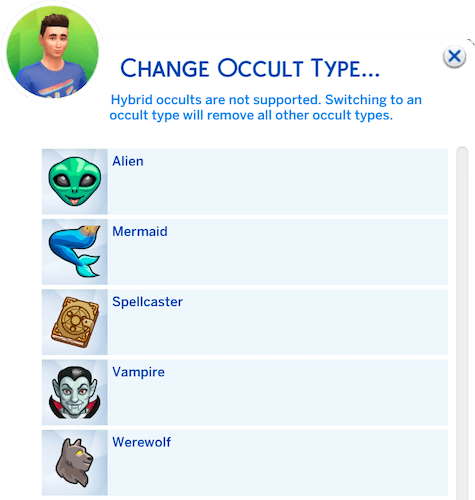 CHANGE OCCULT TYPE...
Hybrid occults are not supported. Switching to an
occult type will remove all other occult types.
Alien
Mermaid
Spellcaster
Vampire
Werewolf